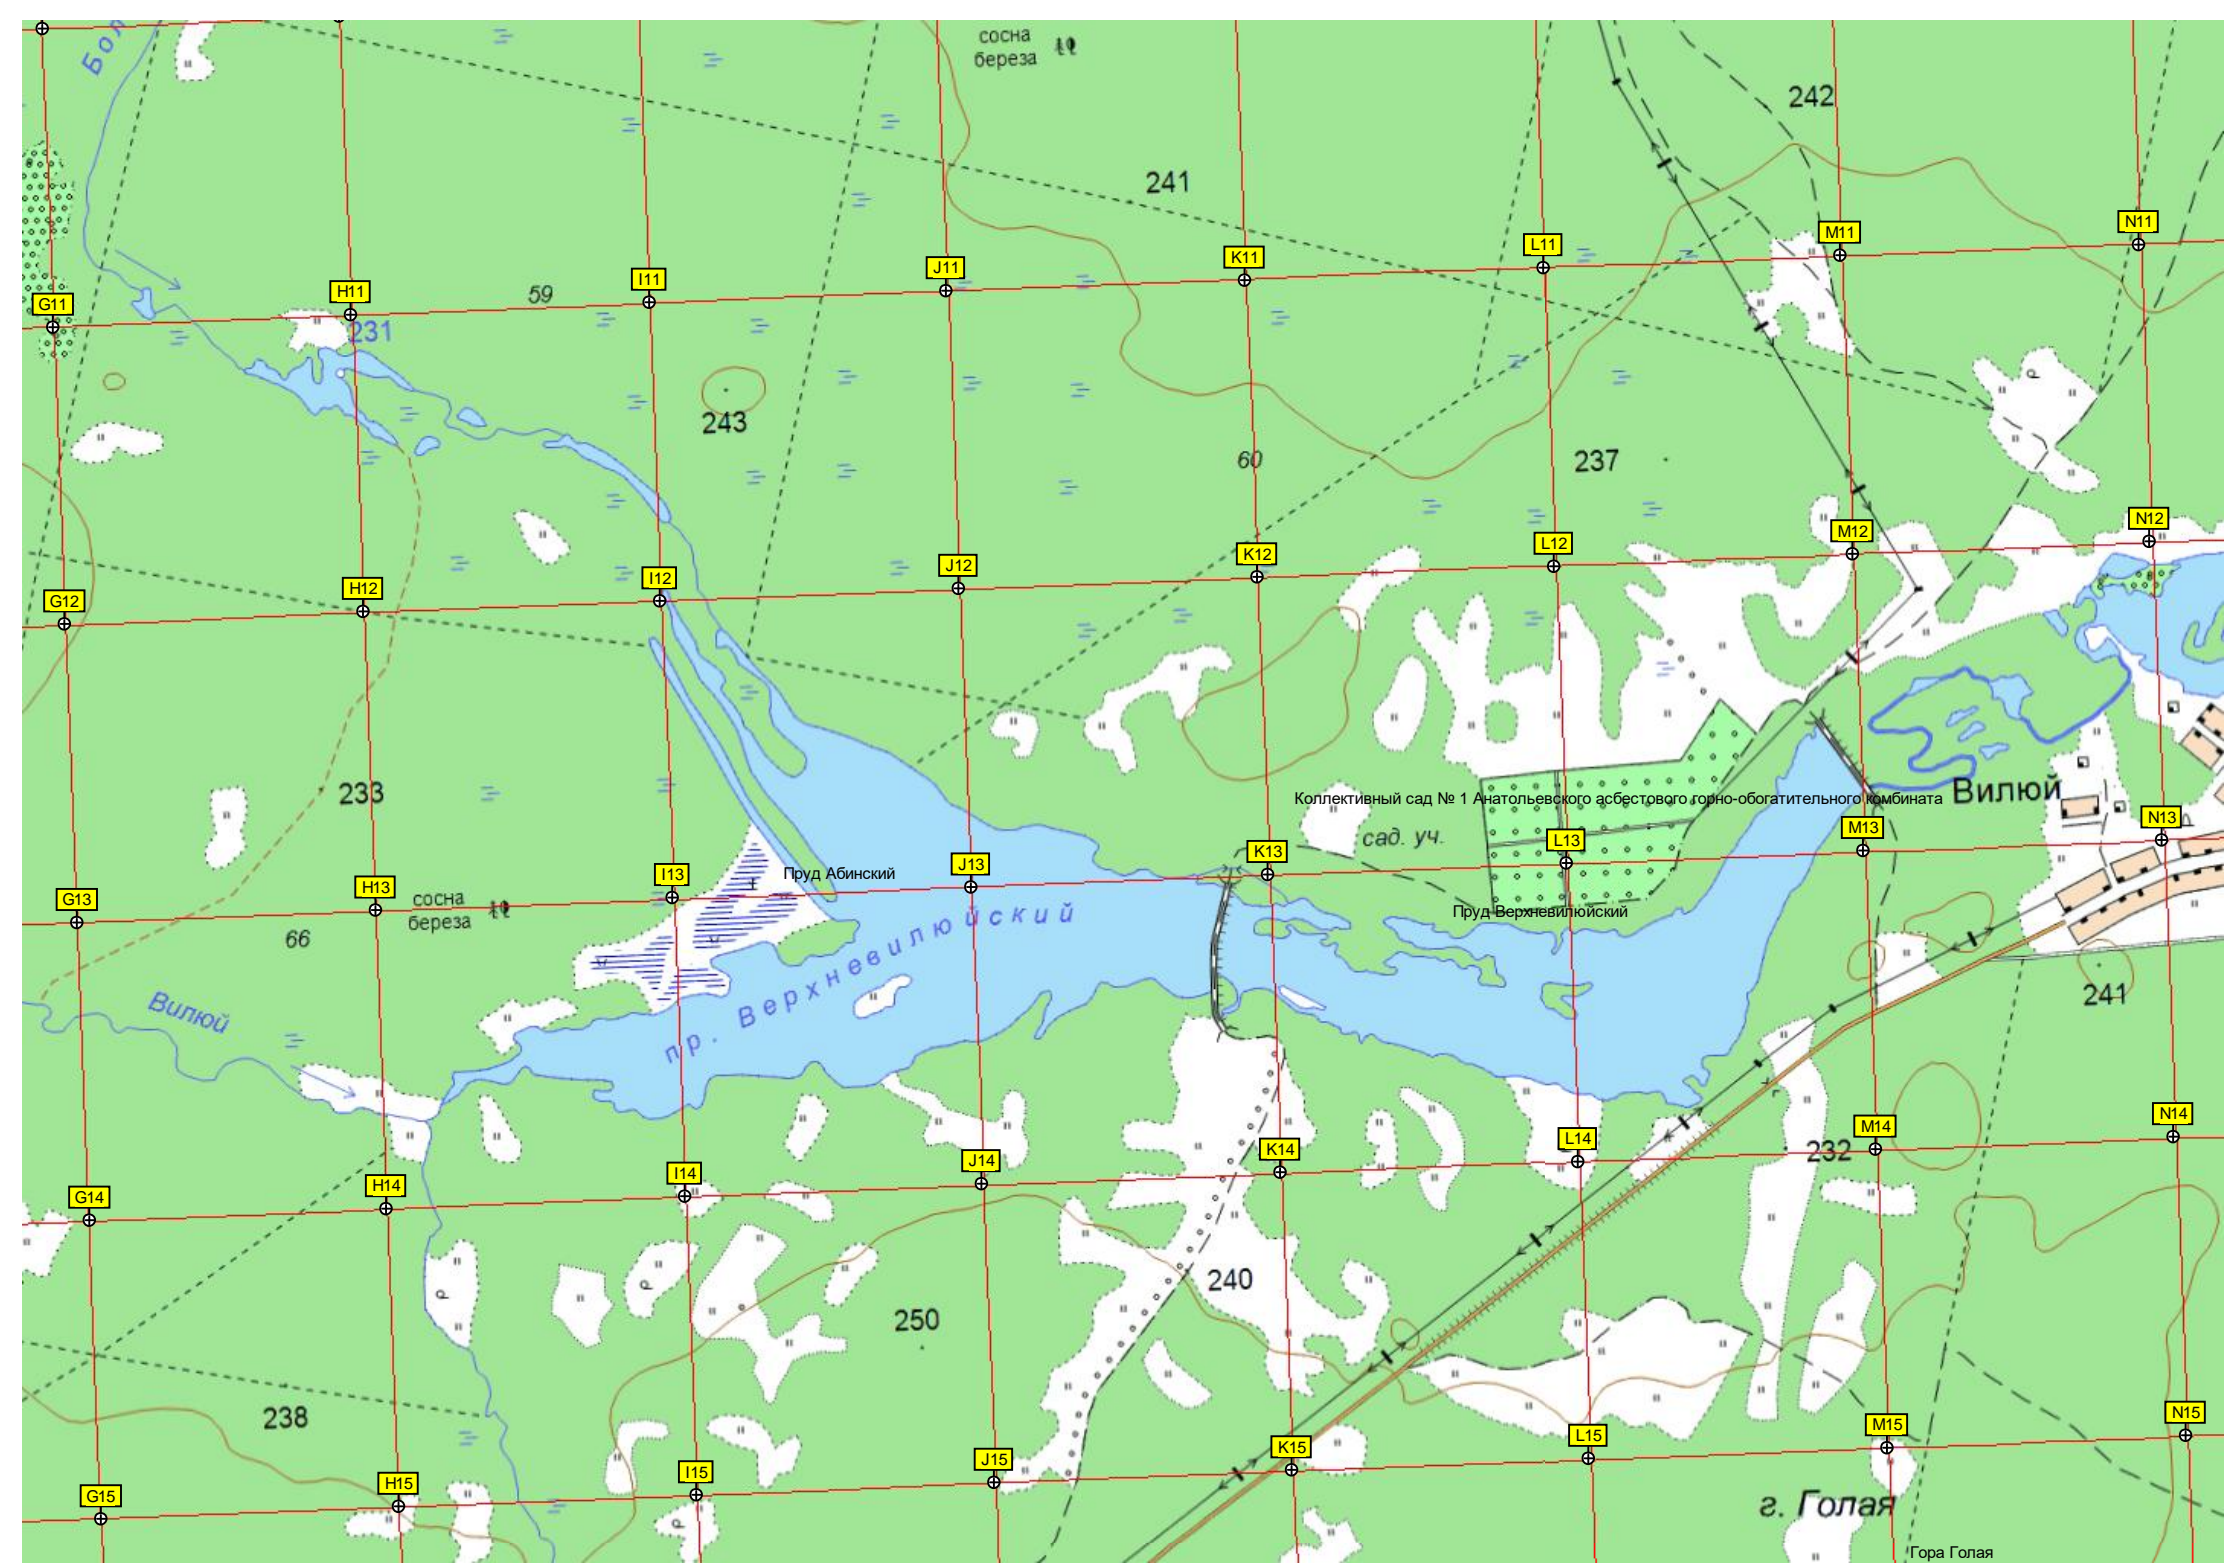 Бол
сосна
береза
242
241
N11
M11
L11
K11
J11
I11
H11
G11
59
231
243
60
237
N12
M12
L12
K12
J12
I12
H12
G12
233
Коллективный сад № 1 Анатольевского асбестового горно-обогатительного комбината
Вилюй
сад. уч.
N13
M13
L13
K13
J13
I13
H13
G13
Пруд Абинский
сосна
береза
66
Пруд Верхневилюйский
пр. Верхневилюйский
Вилюй
241
N14
M14
L14
K14
J14
I14
H14
G14
232
240
250
238
N15
M15
L15
K15
J15
I15
H15
G15
г. Голая
Гора Голая